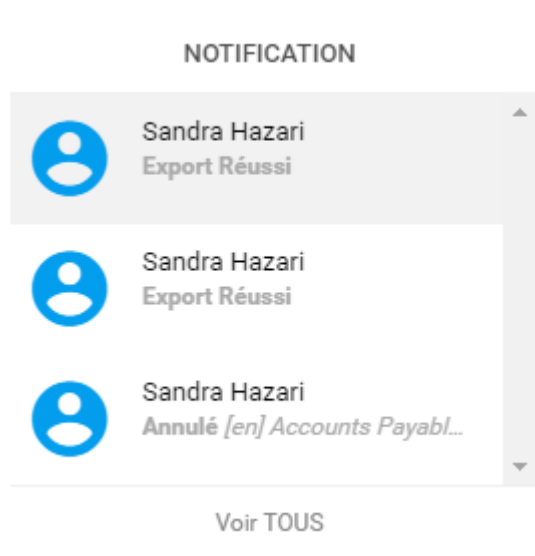 NOTIFICATION
Sandra Hazari
Export Réussi
Sandra Hazari
Export Réussi
Sandra Hazari
Annulé [en] Accounts Payabl...
Voir TOUS